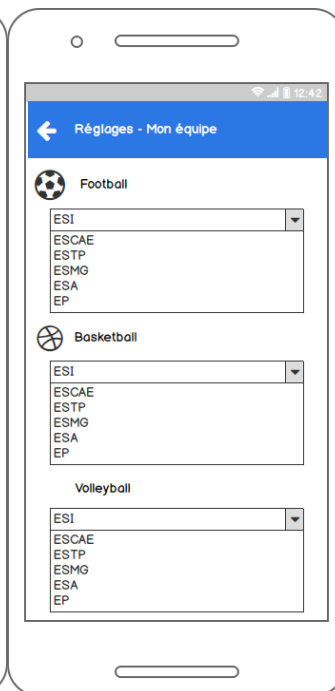 12:42
Réglages - Mon équipe
Football
ESI
ESCAE
ESTP
ESMG
ESA
EP
Basketball
ESI
ESCAE
ESTP
ESMG
ESA
EP
Volleyball
ESI
ESCAE
ESTP
ESMG
ESA
EP